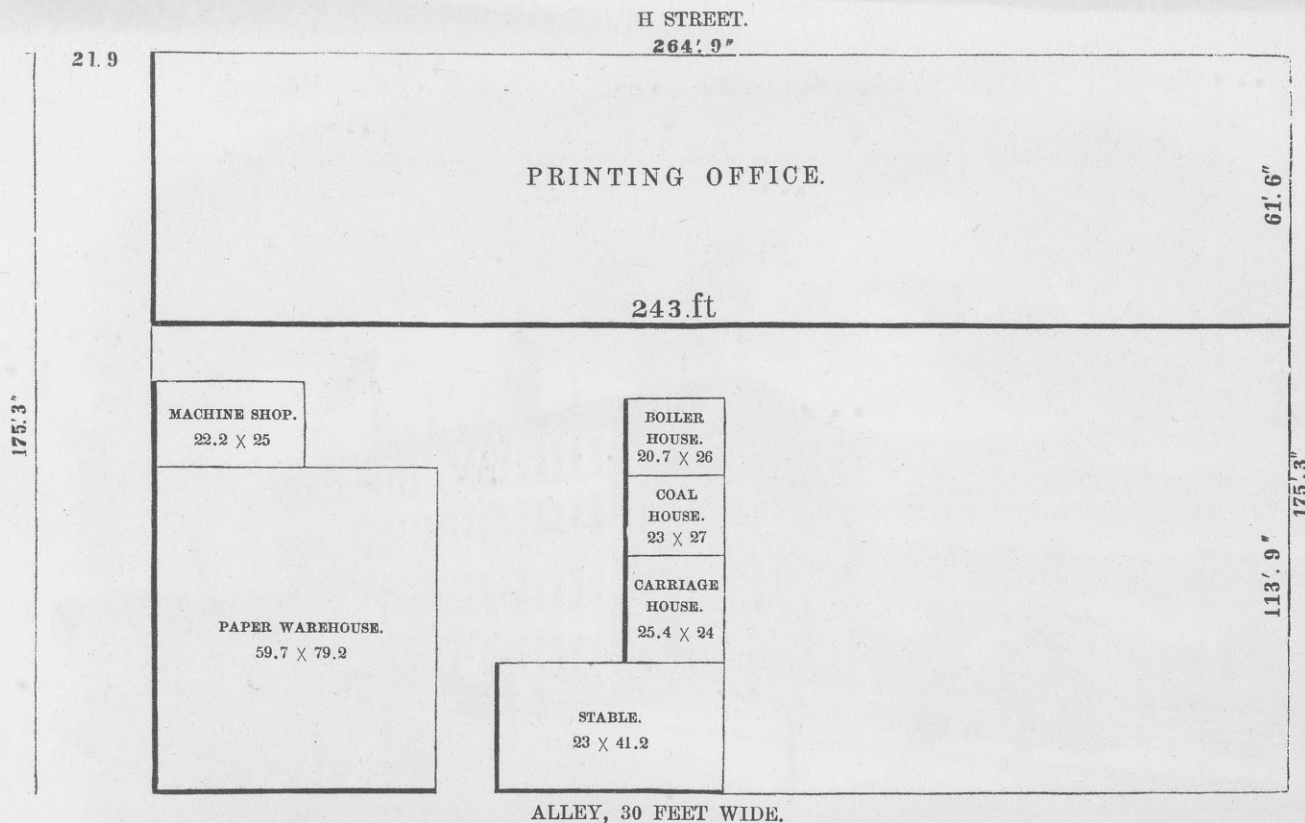 H STREET.
264'. 9"
21.9
PRINTING OFFICE.
61'. 6"
243.ft
175'.3"
MACHINE SHOP.
22.2 X 25
BOILER
HOUSE.
20.7 X 26
COAL
HOUSE.
23 X 27
CARRIAGE
HOUSE.
25.4 X 24
PAPER WAREHOUSE.
59.7 X 79.2
STABLE.
23 X 41.2
113'. 9"
175'.3"
ALLEY, 30 FEET WIDE.